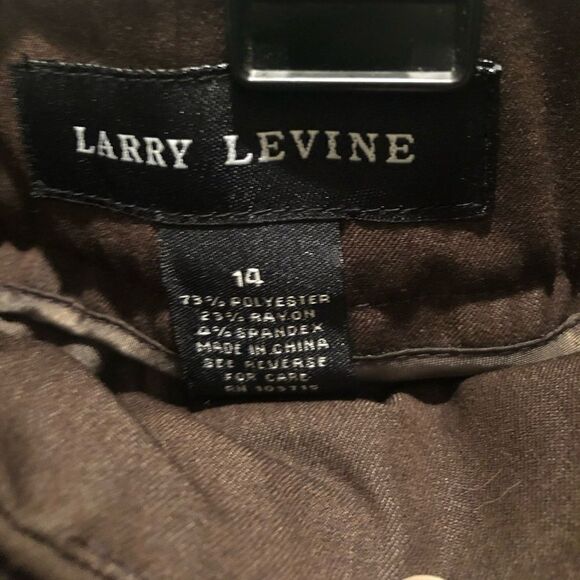 LARRY LEVINE
14
73% POLYESTER
23% RAYON
4% SPANDEX
MADE IN CHINA
SEE REVERSE
FOR CARE